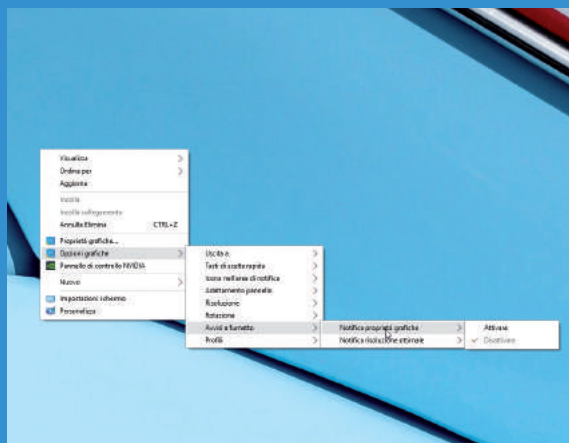 Visualizza
Ordina per
Aggiorna
Incolla
Incolla collegamento
Annulla Elimina CTRL+Z
Proprietà grafiche...
Opzioni grafiche
Pannello di controllo NVIDIA
Nuovo
Impostazioni schermo
Personalizza
Uscita a
Tasti di scelta rapida
Icona nell'area di notifica
Adattamento pannello
Risoluzione
Rotazione
Avvisi a fumetto
Profili
Notifica proprietà grafiche
Notifica risoluzione ottimale
Attivare
Disattivare